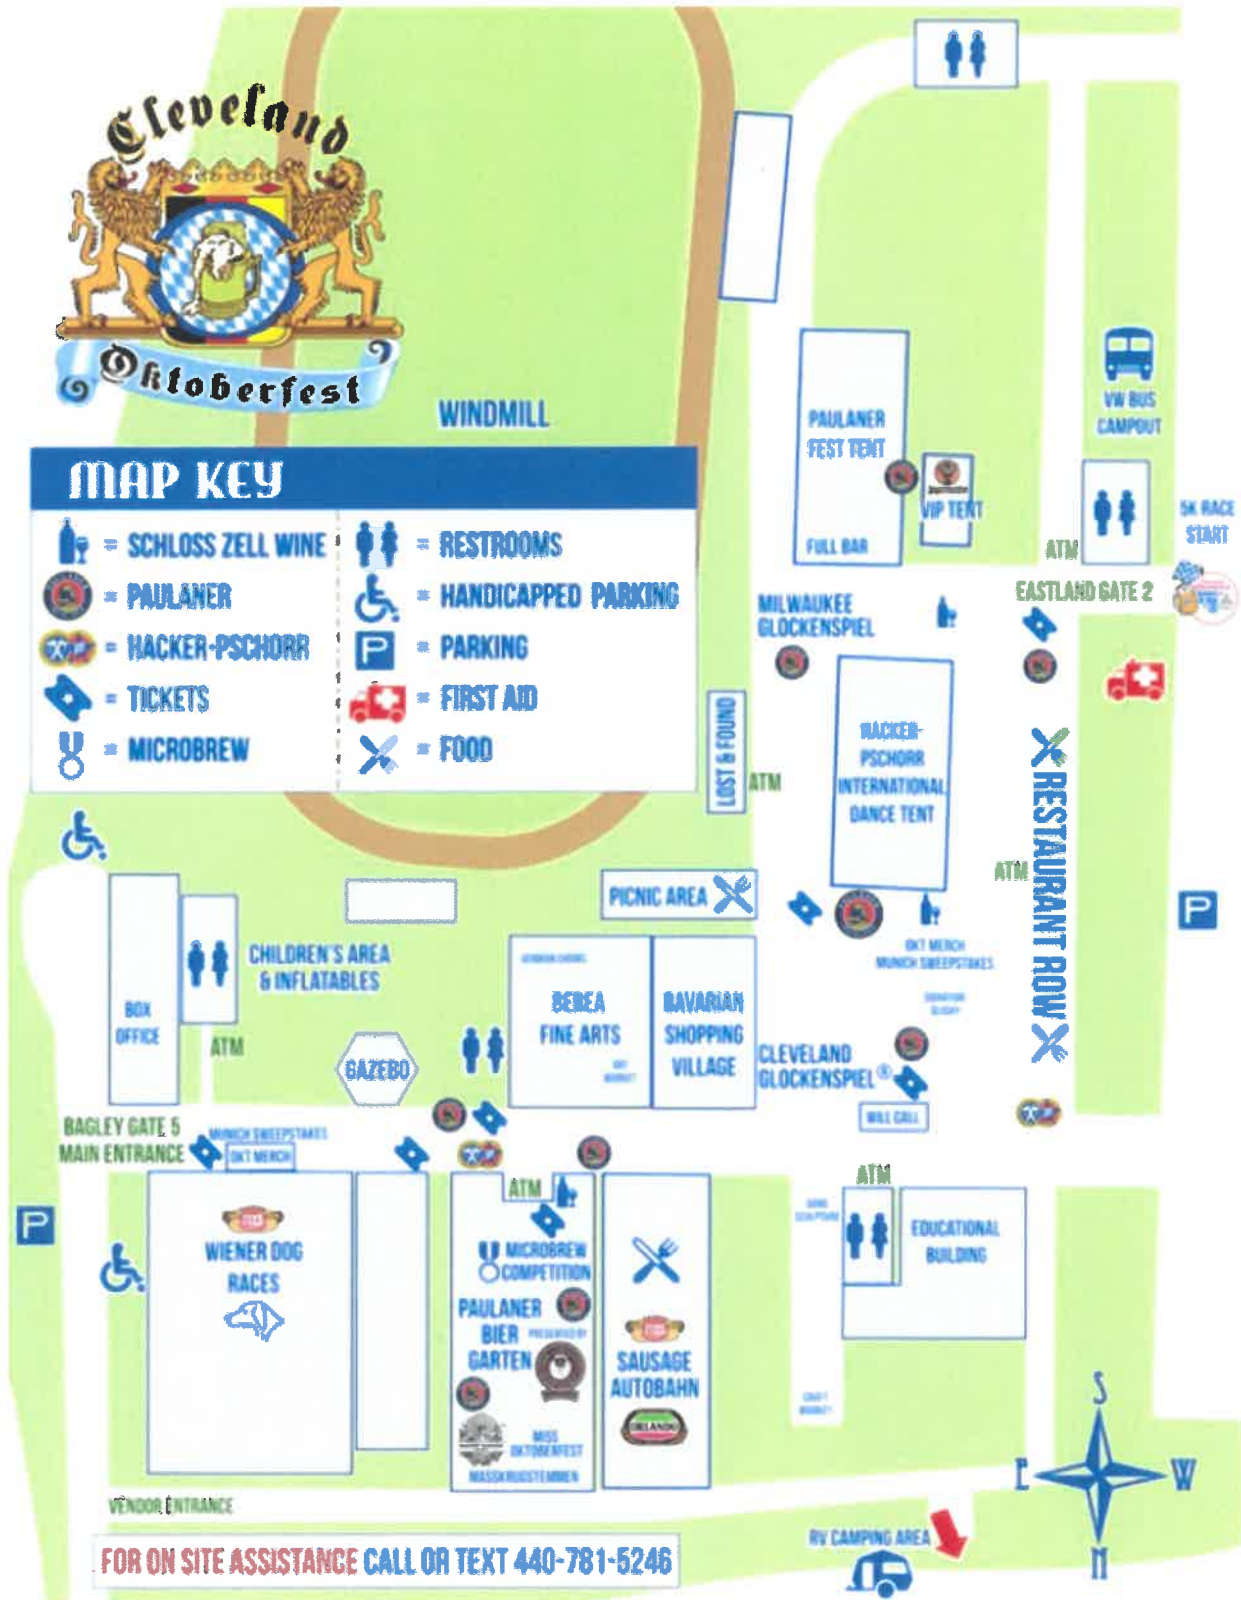 Cleveland
Oktoberfest
WINDMILL
MAP KEY
= SCHLOSS ZELL WINE
= PAULANER
= HACKER-PSCHORR
= TICKETS
= MICROBREW
= RESTROOMS
= HANDICAPPED PARKING
P = PARKING
= FIRST AID
= FOOD
PAULANER
FEST TENT
FULL BAR
VIP TENT
VW BUS
CAMPOUT
5K RACE
START
ATM
EASTLAND GATE 2
MILWAUKEE
GLOCKENSPIEL
LOST & FOUND
ATM
HACKER-
PSCHORR
INTERNATIONAL
DANCE TENT
ATM
RESTAURANT ROW
P
PICNIC AREA
OKT MERCH
MUNICH SWEEPSTAKES
BOX
OFFICE
CHILDREN'S AREA
& INFLATABLES
ATM
GAZEBO
BEREA
FINE ARTS
BAVARIAN
SHOPPING
VILLAGE
CLEVELAND
GLOCKENSPIEL®
WILL CALL
BAGLEY GATE 5
MAIN ENTRANCE
MUNICH SWEEPSTAKES
OKT MERCH
P
WIENER DOG
RACES
ATM
MICROBREW
COMPETITION
PAULANER
BIER
GARTEN
PRESENTED BY
MISS
OKTOBERFEST
MASSKRUGSTEMMEN
SAUSAGE
AUTOBAHN
ORLANDO
ATM
EDUCATIONAL
BUILDING
S
E
W
N
VENDOR ENTRANCE
RV CAMPING AREA
FOR ON SITE ASSISTANCE CALL OR TEXT 440-781-5246